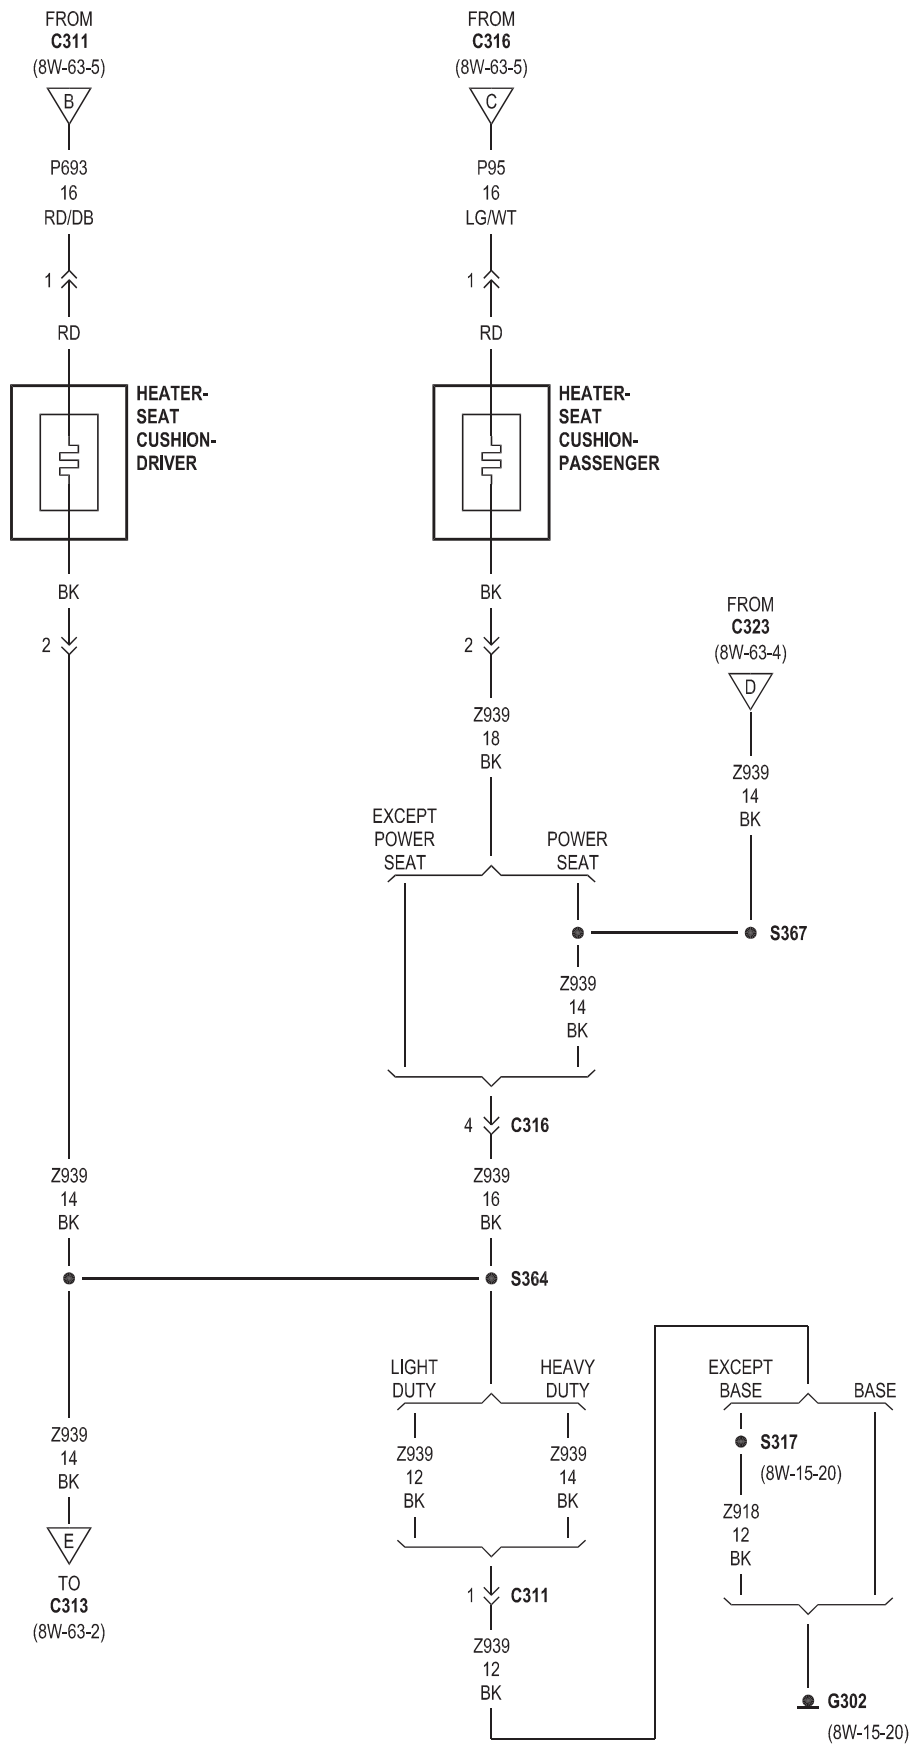 FROM
C311
(8W-63-5)
B
P693
16
RD/DB
1
RD
HEATER-
SEAT
CUSHION-
DRIVER
BK
2
FROM
C316
(8W-63-5)
C
P95
16
LG/WT
1
RD
HEATER-
SEAT
CUSHION-
PASSENGER
BK
2
Z939
18
BK
FROM
C323
(8W-63-4)
D
Z939
14
BK
EXCEPT
POWER
SEAT
POWER
SEAT
S367
Z939
14
BK
4 C316
Z939
14
BK
Z939
16
BK
S364
LIGHT
DUTY
HEAVY
DUTY
Z939
12
BK
Z939
14
BK
1 C311
Z939
12
BK
Z939
14
BK
E
TO
C313
(8W-63-2)
EXCEPT
BASE
BASE
S317
(8W-15-20)
Z918
12
BK
G302
(8W-15-20)